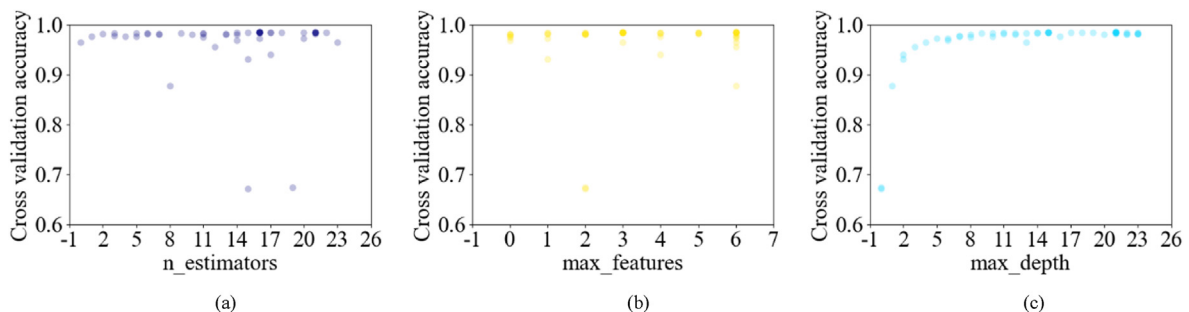 Cross validation accuracy
1.0
0.9
0.8
0.7
0.6
-1 2 5 8 11 14 17 20 23 26
n_estimators
(a)
Cross validation accuracy
1.0
0.9
0.8
0.7
0.6
-1 0 1 2 3 4 5 6 7
max_features
(b)
Cross validation accuracy
1.0
0.9
0.8
0.7
0.6
-1 2 5 8 11 14 17 20 23 26
max_depth
(c)